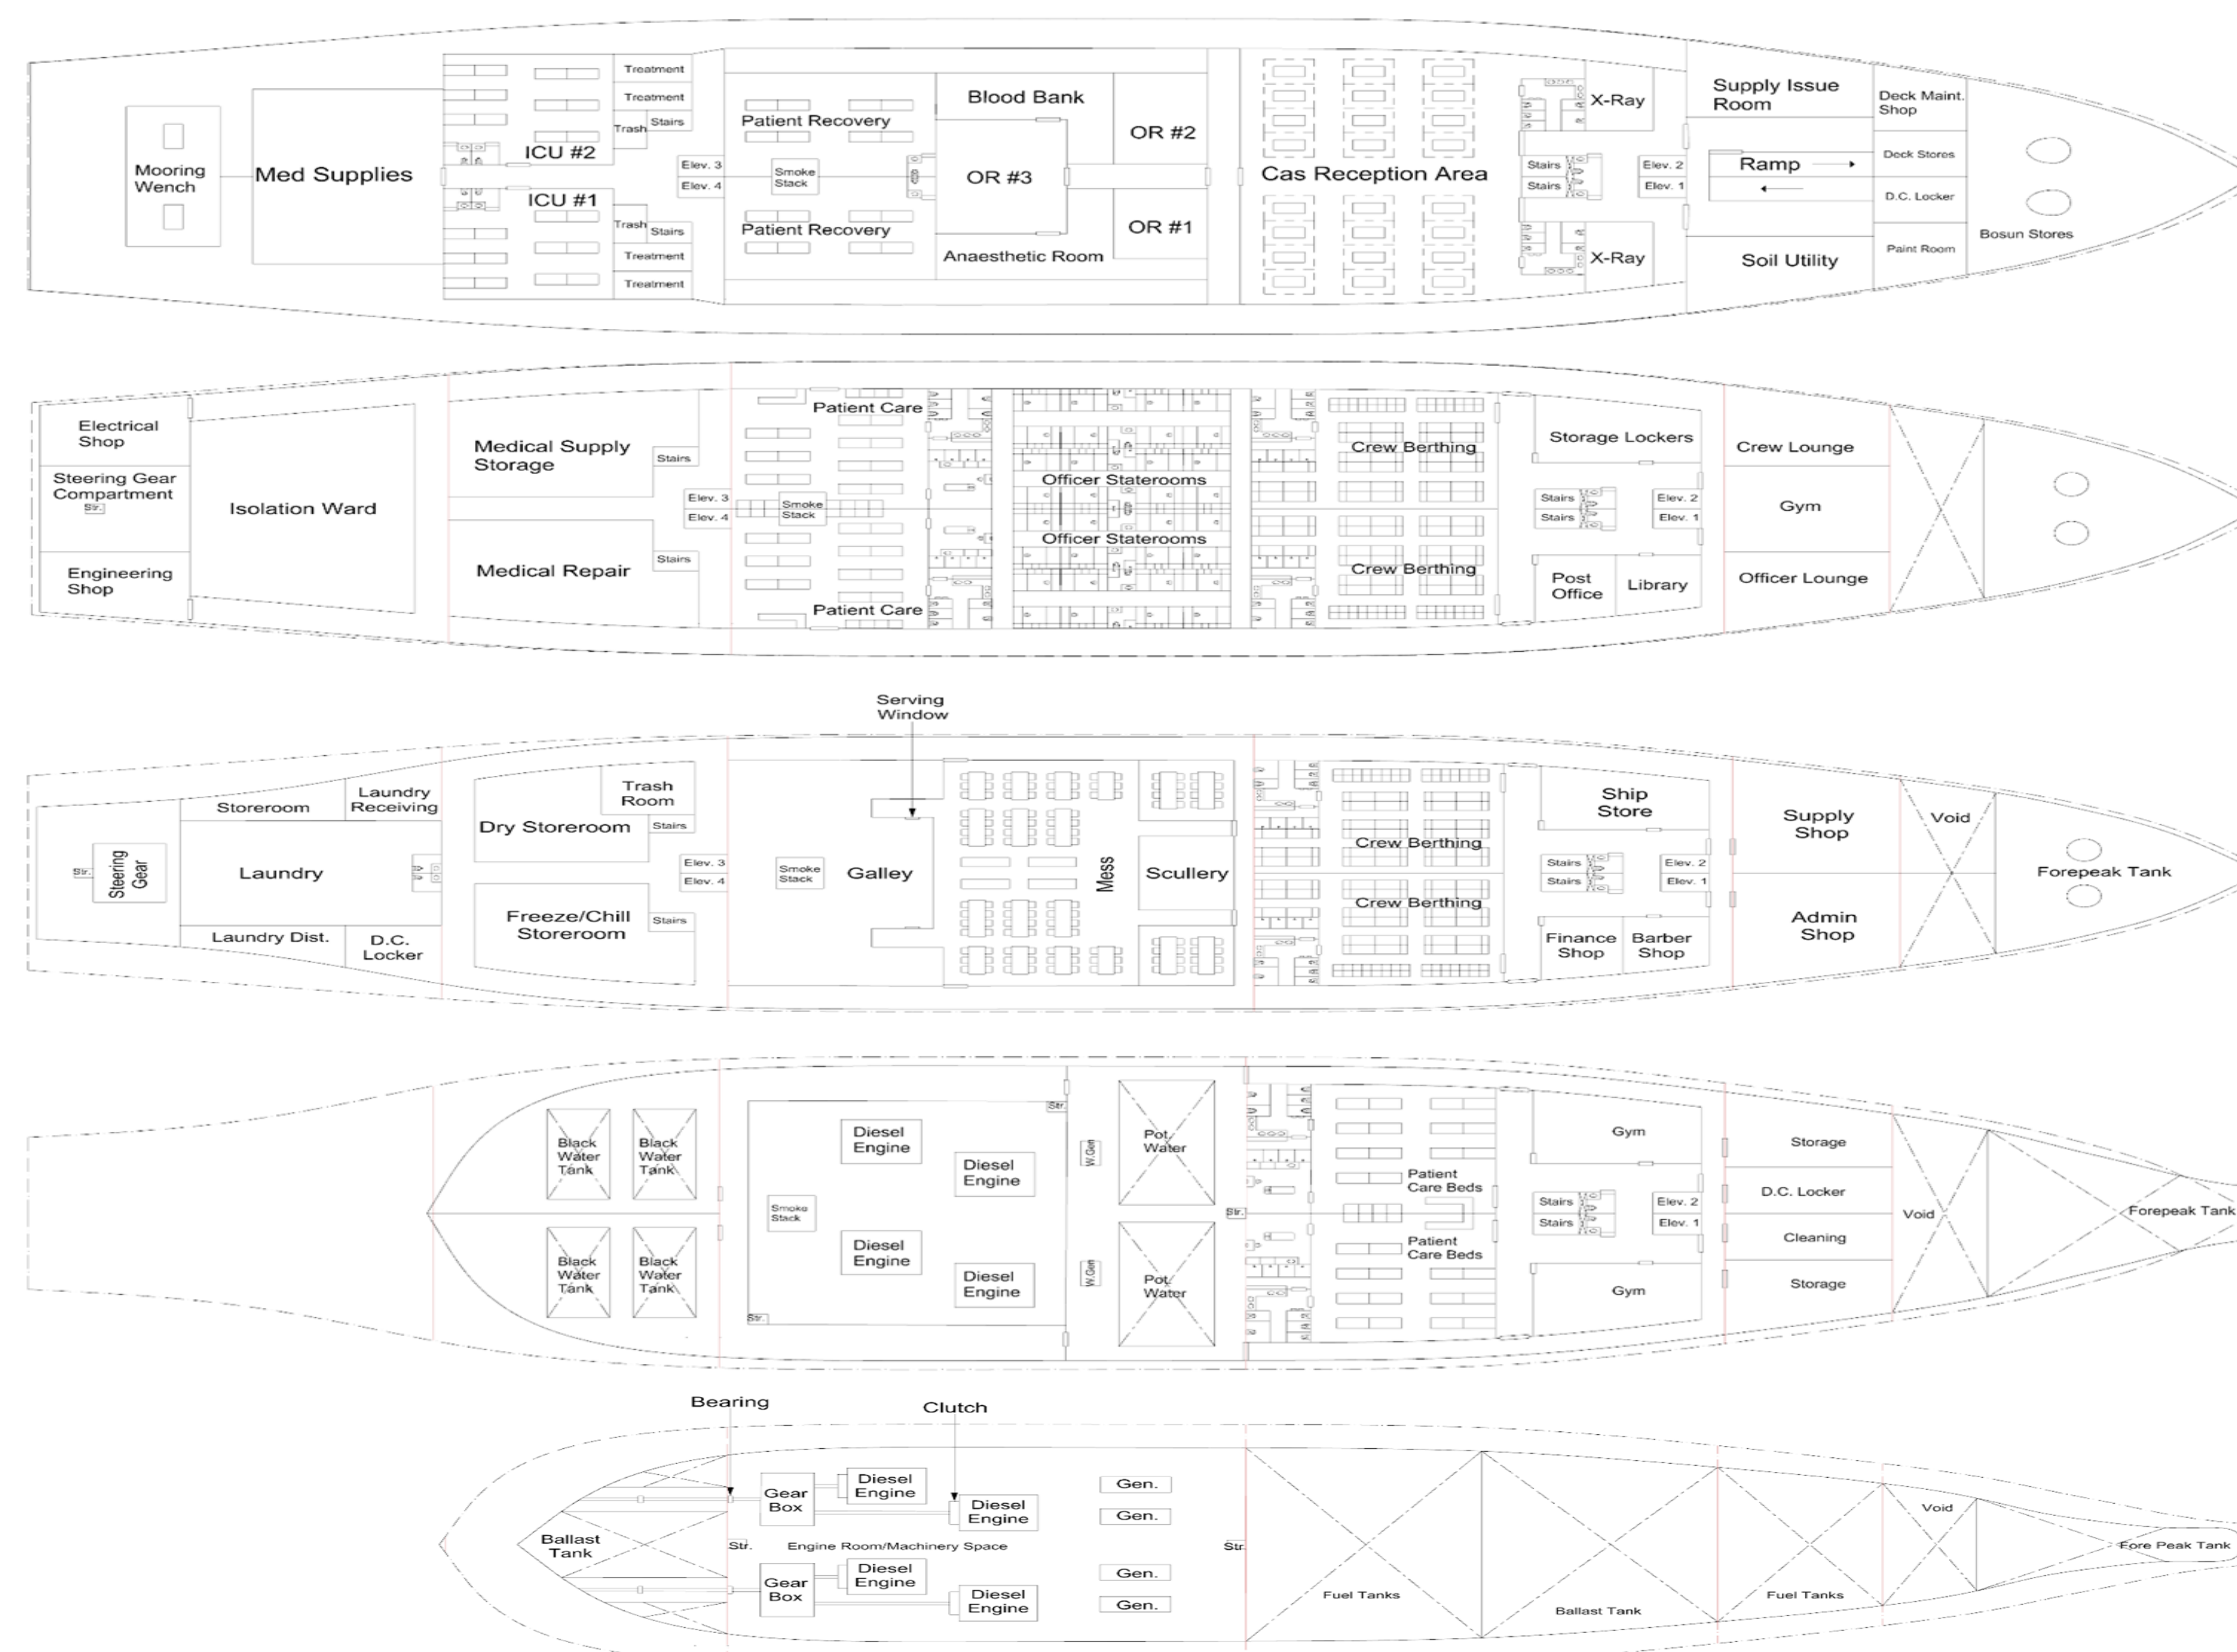 Treatment
Treatment
Trash
Stairs
ICU #2
Mooring
Wench
Med Supplies
ICU #1
Trash
Stairs
Treatment
Treatment
Elev. 3
Elev. 4
Patient Recovery
Smoke
Stack
Patient Recovery
Blood Bank
OR #3
Anaesthetic Room
OR #2
OR #1
Cas Reception Area
X-Ray
Stairs
Stairs
X-Ray
Elev. 2
Elev. 1
Supply Issue
Room
Ramp
Soil Utility
Deck Maint.
Shop
Deck Stores
D.C. Locker
Paint Room
Bosun Stores
Electrical
Shop
Steering Gear
Compartment
Str.
Engineering
Shop
Isolation Ward
Medical Supply
Storage
Stairs
Medical Repair
Stairs
Elev. 3
Elev. 4
Patient Care
Smoke
Stack
Patient Care
Officer Staterooms
Officer Staterooms
Crew Berthing
Crew Berthing
Storage Lockers
Stairs
Stairs
Elev. 2
Elev. 1
Post
Office
Library
Crew Lounge
Gym
Officer Lounge
Serving
Window
Str.
Steering
Gear
Storeroom
Laundry
Receiving
Laundry
Laundry Dist.
D.C.
Locker
Trash
Room
Dry Storeroom
Stairs
Freeze/Chill
Storeroom
Stairs
Elev. 3
Elev. 4
Smoke
Stack
Galley
Mess
Scullery
Crew Berthing
Crew Berthing
Ship
Store
Stairs
Stairs
Elev. 2
Elev. 1
Finance
Shop
Barber
Shop
Supply
Shop
Admin
Shop
Void
Forepeak Tank
Black
Water
Tank
Black
Water
Tank
Black
Water
Tank
Black
Water
Tank
Smoke
Stack
Str.
Str.
Diesel
Engine
Diesel
Engine
Diesel
Engine
Diesel
Engine
W.Gen
W.Gen
Pot.
Water
Pot.
Water
Str.
Patient
Care Beds
Patient
Care Beds
Gym
Stairs
Stairs
Elev. 2
Elev. 1
Gym
Storage
D.C. Locker
Cleaning
Storage
Void
Forepeak Tank
Bearing
Clutch
Ballast
Tank
Gear
Box
Diesel
Engine
Diesel
Engine
Str.
Engine Room/Machinery Space
Gear
Box
Diesel
Engine
Diesel
Engine
Gen.
Gen.
Gen.
Gen.
Str.
Fuel Tanks
Ballast Tank
Fuel Tanks
Void
Fore Peak Tank